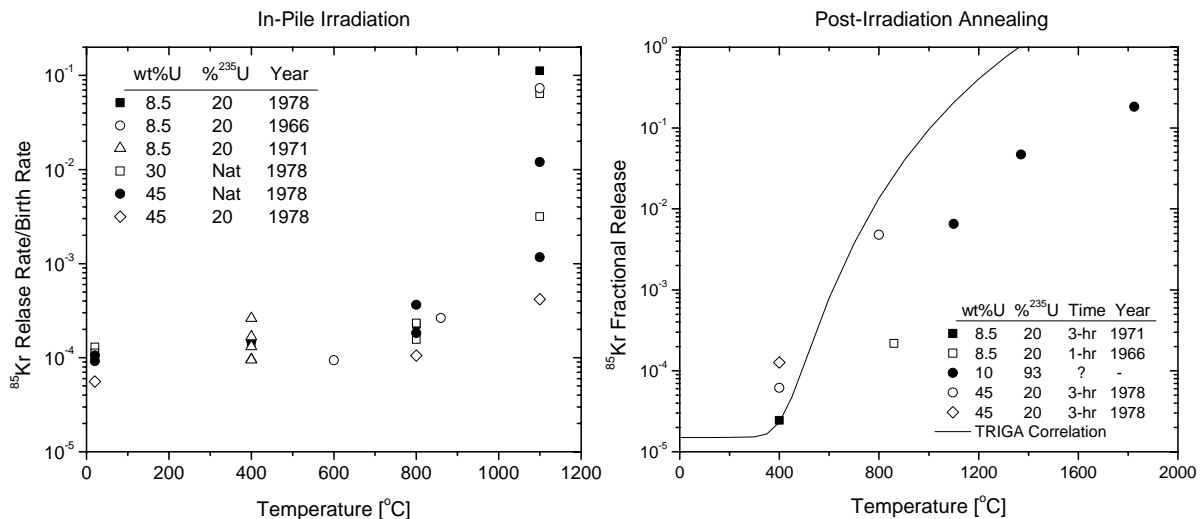 In-Pile Irradiation
10⁻¹
10⁻²
10⁻³
10⁻⁴
10⁻⁵
⁸⁵Kr Relase Rate/Birth Rate
wt%U %²³⁵U Year
8.5 20 1978
8.5 20 1966
8.5 20 1971
30 Nat 1978
45 Nat 1978
45 20 1978
0 200 400 600 800 1000 1200
Temperature [°C]
Post-Irradiation Annealing
10⁰
10⁻¹
10⁻²
10⁻³
10⁻⁴
10⁻⁵
⁸⁵Kr Fractional Release
wt%U %²³⁵U Time Year
8.5 20 3-hr 1971
8.5 20 1-hr 1966
10 93 ? -
45 20 3-hr 1978
45 20 3-hr 1978
TRIGA Correlation
0 400 800 1200 1600 2000
Temperature [°C]